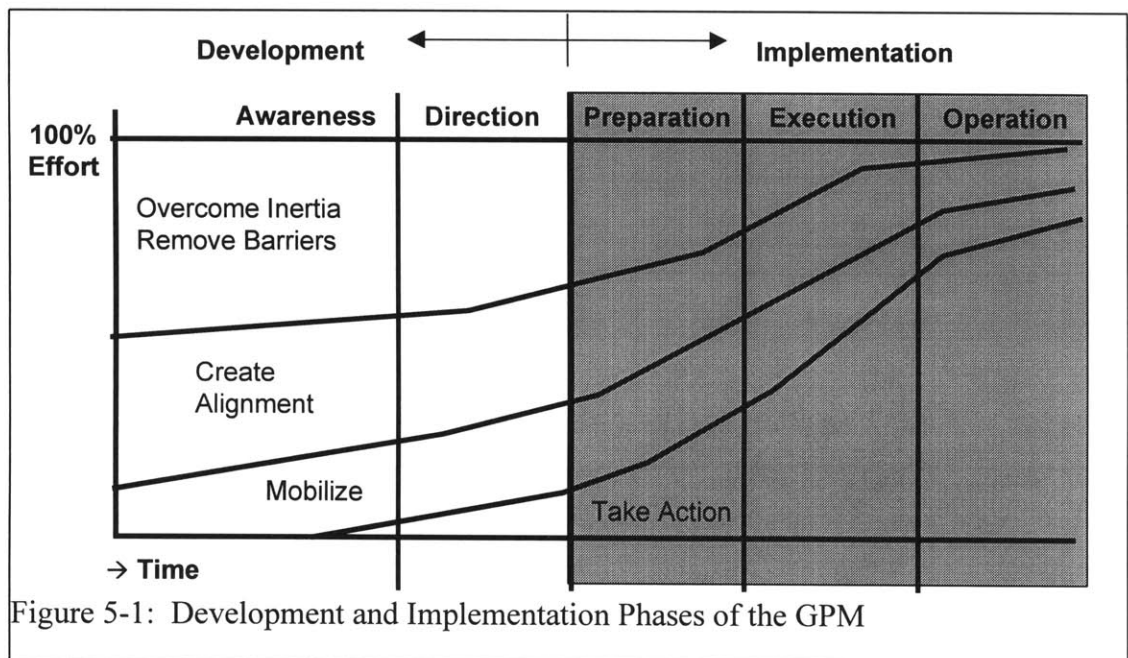 Development
Implementation
Awareness
Direction
Preparation
Execution
Operation
100%
Effort
Overcome Inertia
Remove Barriers
Create
Alignment
Mobilize
Take Action
→ Time
Figure 5-1: Development and Implementation Phases of the GPM